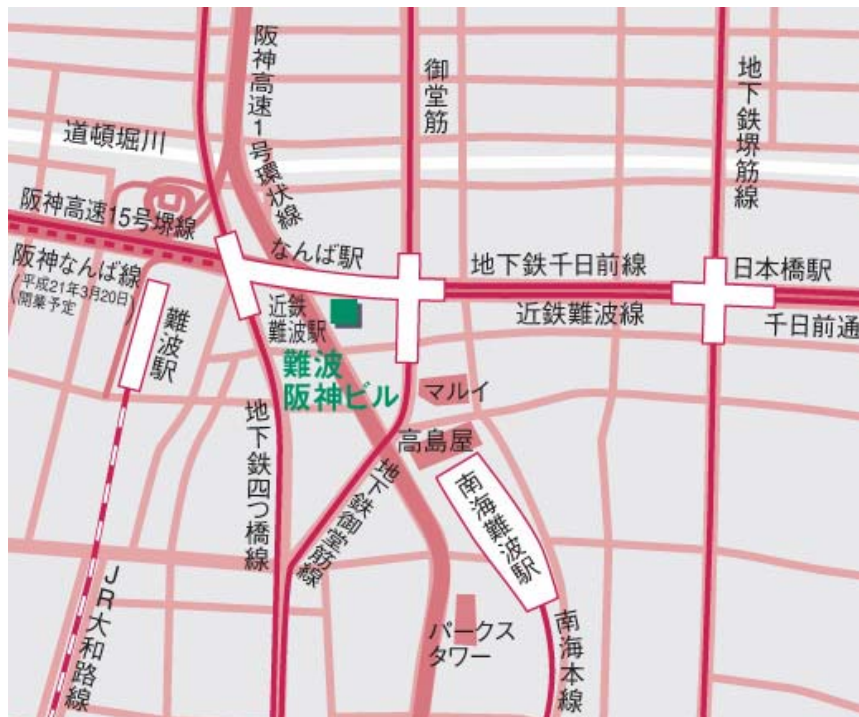 阪神高速1号環状線
御堂筋
地下鉄堺筋線
道頓堀川
阪神高速15号堺線
なんば駅
地下鉄千日前線
日本橋駅
阪神なんば線
(平成21年3月20日
開業予定)
難波駅
近鉄
難波駅
近鉄難波線
千日前通
難波
阪神ビル
マルイ
高島屋
地下鉄四つ橋線
地下鉄御堂筋線
南海難波駅
JR大和路線
パークス
タワー
南海本線